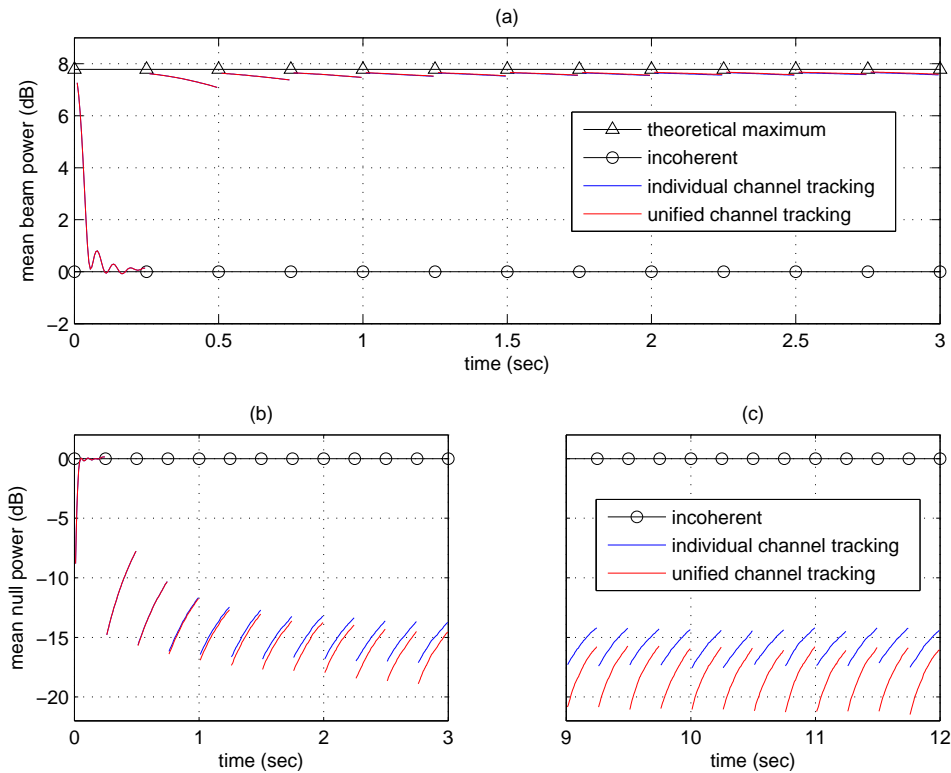 (a)
8
6
4
2
0
−2
mean beam power (dB)
theoretical maximum
incoherent
individual channel tracking
unified channel tracking
0 0.5 1 1.5 2 2.5 3
time (sec)
(b)
0
−5
−10
−15
−20
mean null power (dB)
0 1 2 3
time (sec)
(c)
incoherent
individual channel tracking
unified channel tracking
9 10 11 12
time (sec)